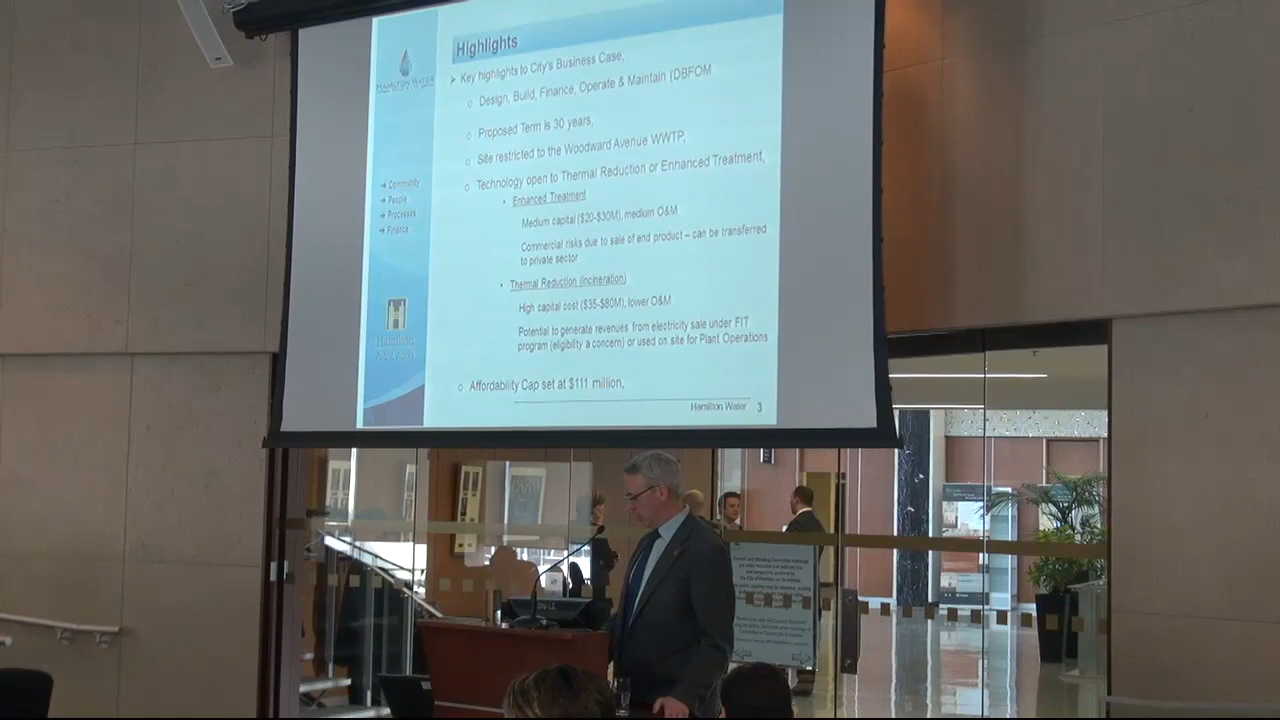 Highlights
HAMILTON WATER
Key highlights to City's Business Case,
Design, Build, Finance, Operate & Maintain (DBFOM
Proposed Term is 30 years,
Site restricted to the Woodward Avenue WWTP,
Technology open to Thermal Reduction or Enhanced Treatment,
Enhanced Treatment
Medium capital ($20-$30M), medium O&M
Commercial risks due to sale of end product – can be transferred
to private sector
Thermal Reduction (Incineration)
High capital cost ($35-$80M), lower O&M
Potential to generate revenues from electricity sale under FIT
program (eligibility a concern) or used on site for Plant Operations
Affordability Cap set at $111 million,
Hamilton Water 3
Community
People
Processes
Finance
Hamilton
DELL